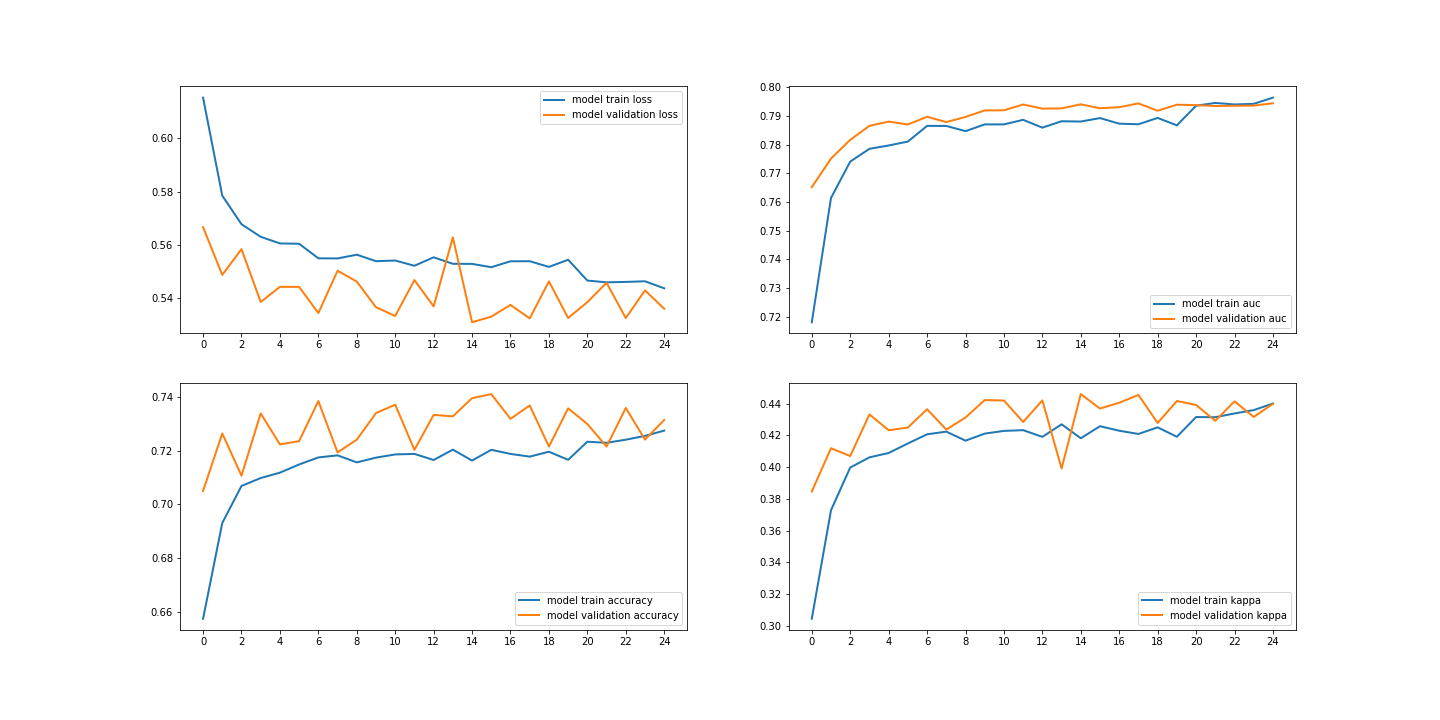 model train loss
model validation loss
0.60
0.58
0.56
0.54
0 2 4 6 8 10 12 14 16 18 20 22 24
0.80
0.79
0.78
0.77
0.76
0.75
0.74
0.73
0.72
model train auc
model validation auc
0 2 4 6 8 10 12 14 16 18 20 22 24
0.74
0.72
0.70
0.68
0.66
model train accuracy
model validation accuracy
0 2 4 6 8 10 12 14 16 18 20 22 24
0.44
0.42
0.40
0.38
0.36
0.34
0.32
0.30
model train kappa
model validation kappa
0 2 4 6 8 10 12 14 16 18 20 22 24